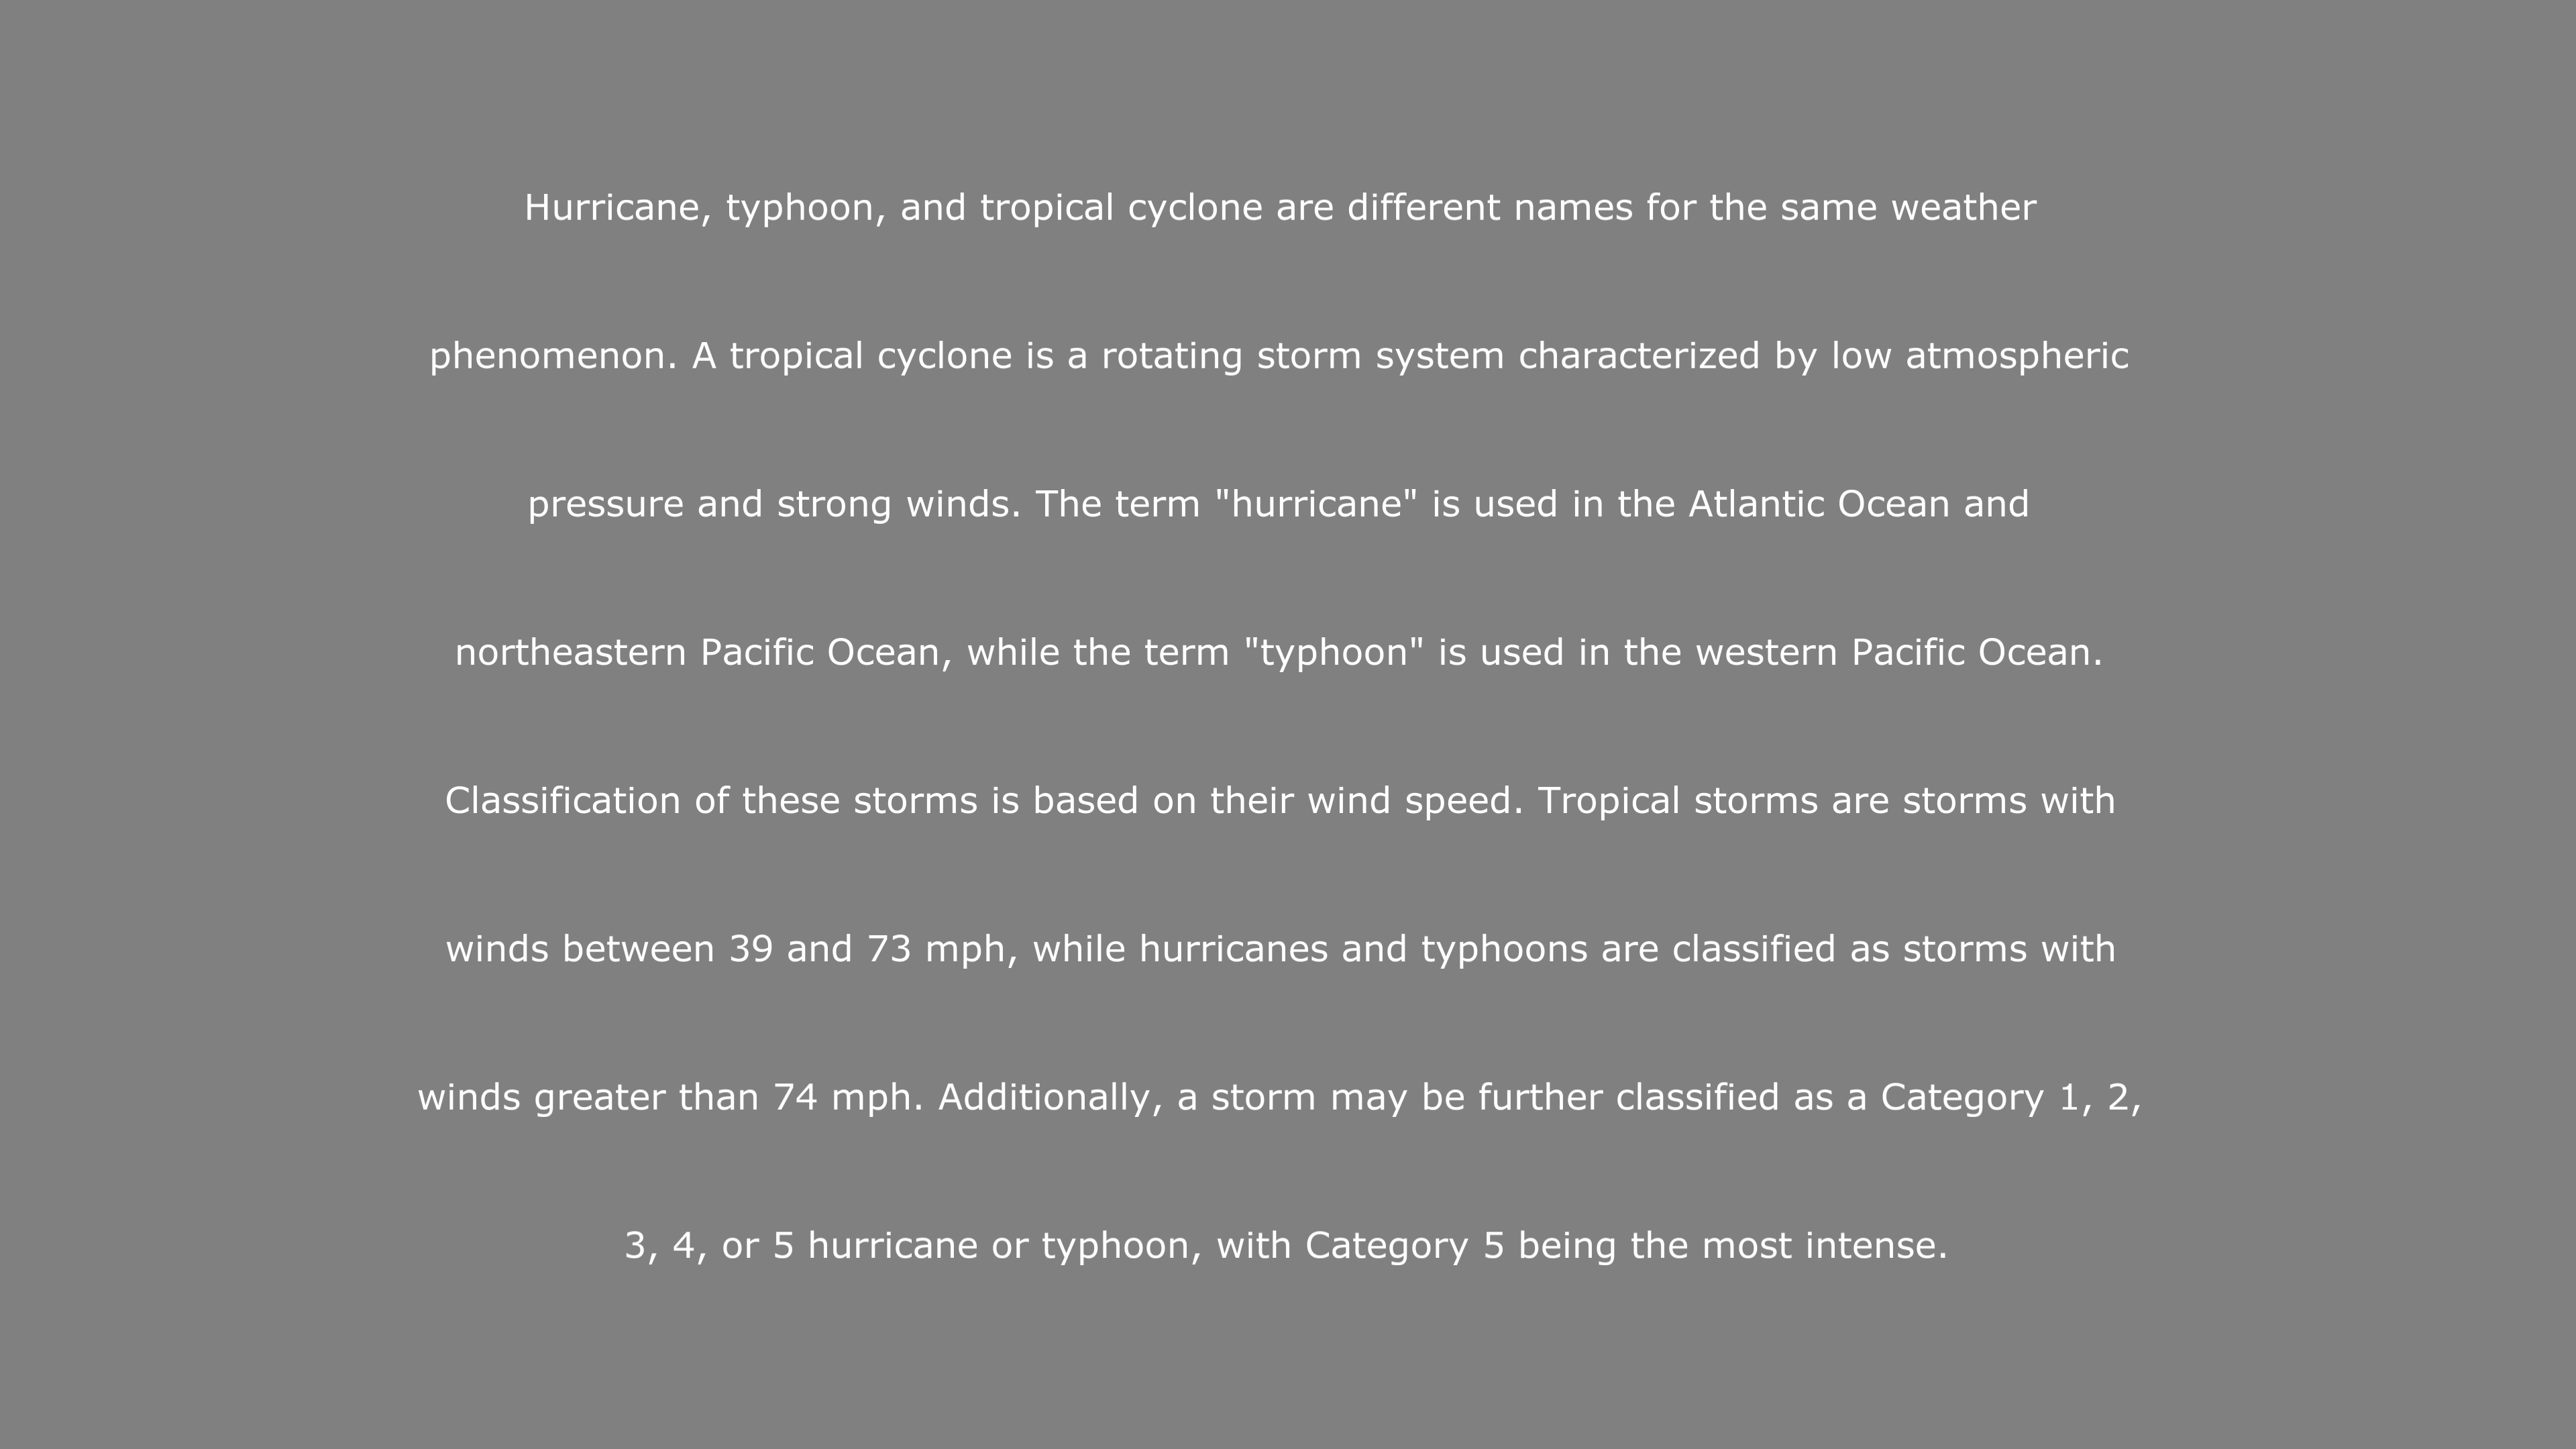 Hurricane, typhoon, and tropical cyclone are different names for the same weather
phenomenon. A tropical cyclone is a rotating storm system characterized by low atmospheric
pressure and strong winds. The term "hurricane" is used in the Atlantic Ocean and
northeastern Pacific Ocean, while the term "typhoon" is used in the western Pacific Ocean.
Classification of these storms is based on their wind speed. Tropical storms are storms with
winds between 39 and 73 mph, while hurricanes and typhoons are classified as storms with
winds greater than 74 mph. Additionally, a storm may be further classified as a Category 1, 2,
3, 4, or 5 hurricane or typhoon, with Category 5 being the most intense.